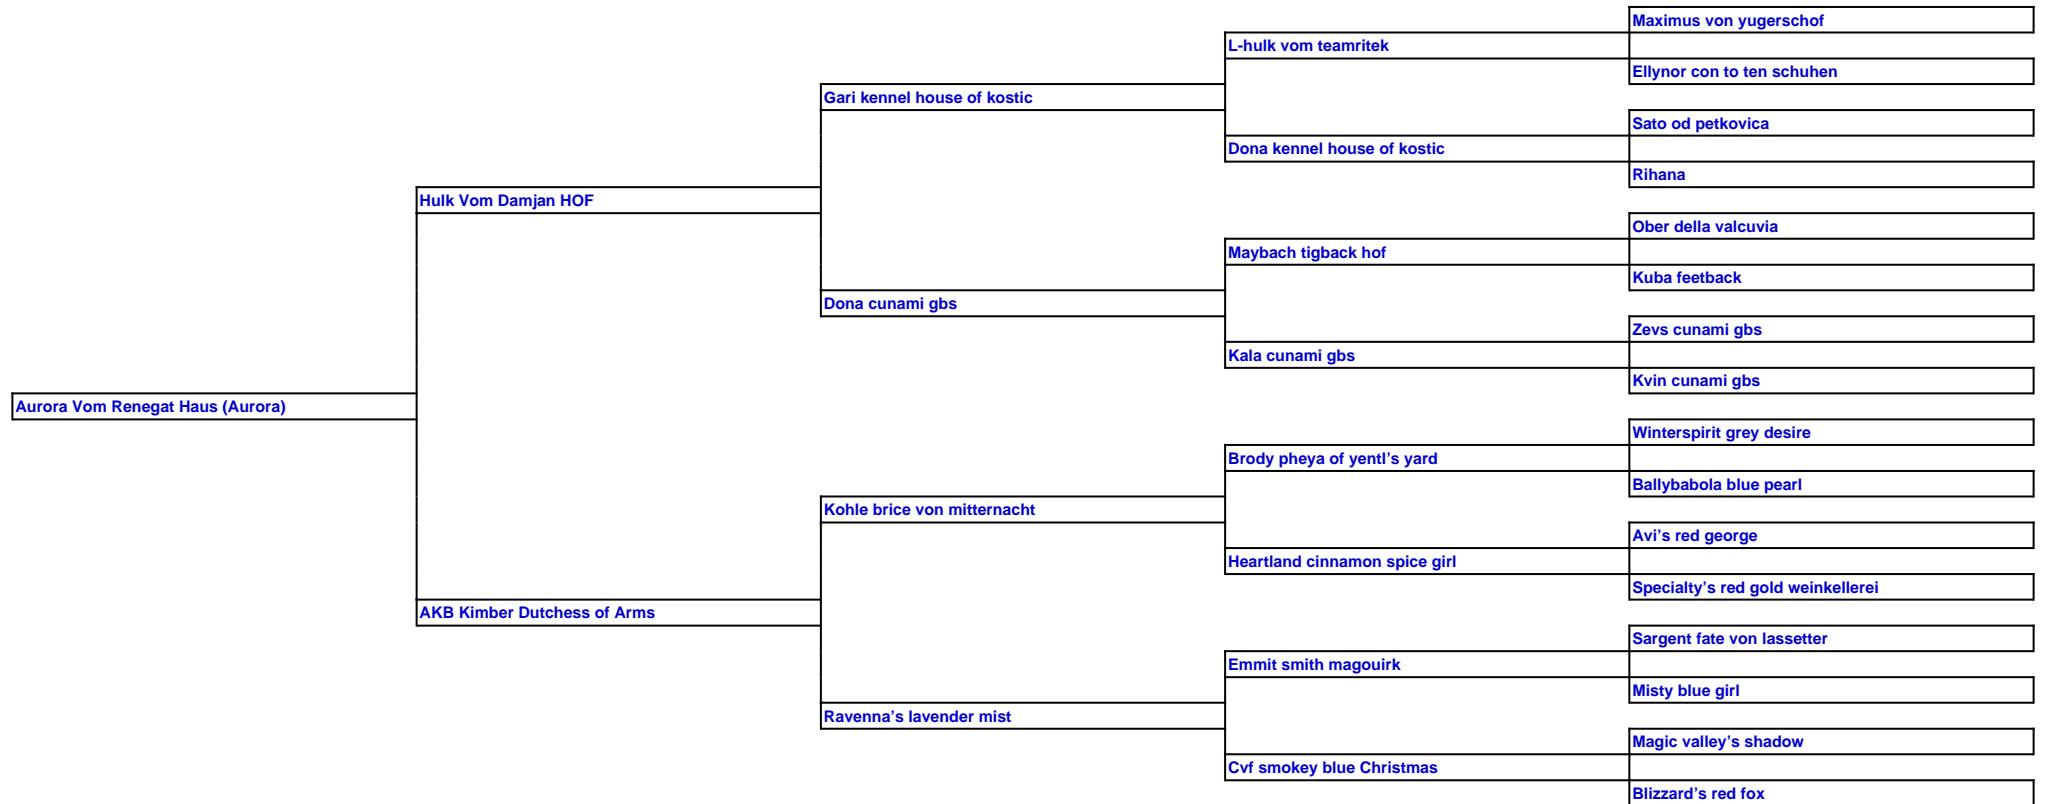 Maximus von yugerschof
L-hulk vom teamritek
Ellynor con to ten schuhen
Gari kennel house of kostic
Sato od petkovica
Dona kennel house of kostic
Rihana
Hulk Vom Damjan HOF
Ober della valcuvia
Maybach tigback hof
Kuba feetback
Dona cunami gbs
Zevs cunami gbs
Kala cunami gbs
Kvin cunami gbs
Aurora Vom Renegat Haus (Aurora)
Winterspirit grey desire
Brody pheya of yentl’s yard
Ballybabola blue pearl
Kohle brice von mitternacht
Avi’s red george
Heartland cinnamon spice girl
Specialty’s red gold weinkellerei
AKB Kimber Dutchess of Arms
Sargent fate von lassetter
Emmit smith magouirk
Misty blue girl
Ravenna’s lavender mist
Magic valley’s shadow
Cvf smokey blue Christmas
Blizzard’s red fox